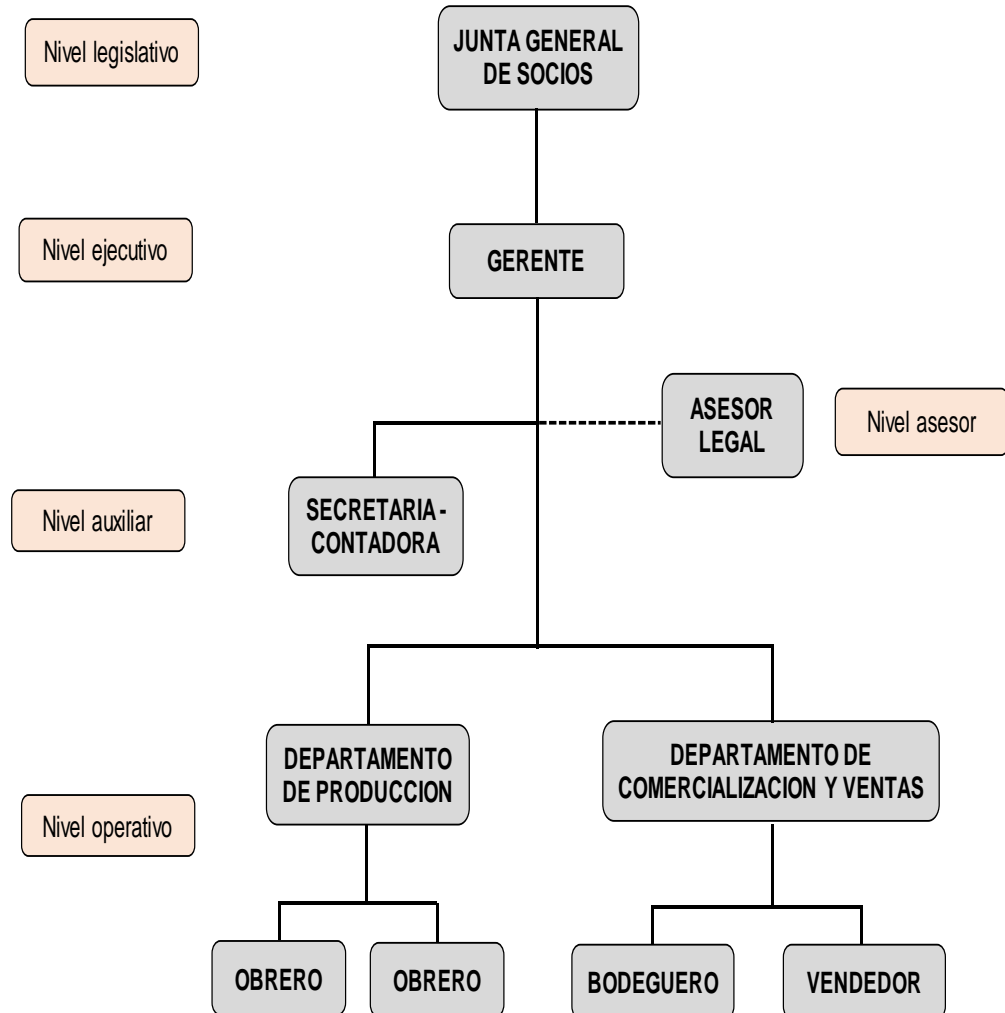 Nivel legislativo
JUNTA GENERAL
DE SOCIOS
Nivel ejecutivo
GERENTE
ASESOR
LEGAL
Nivel asesor
Nivel auxiliar
SECRETARIA -
CONTADORA
DEPARTAMENTO
DE PRODUCCION
DEPARTAMENTO DE
COMERCIALIZACION Y VENTAS
Nivel operativo
OBRERO
OBRERO
BODEGUERO
VENDEDOR